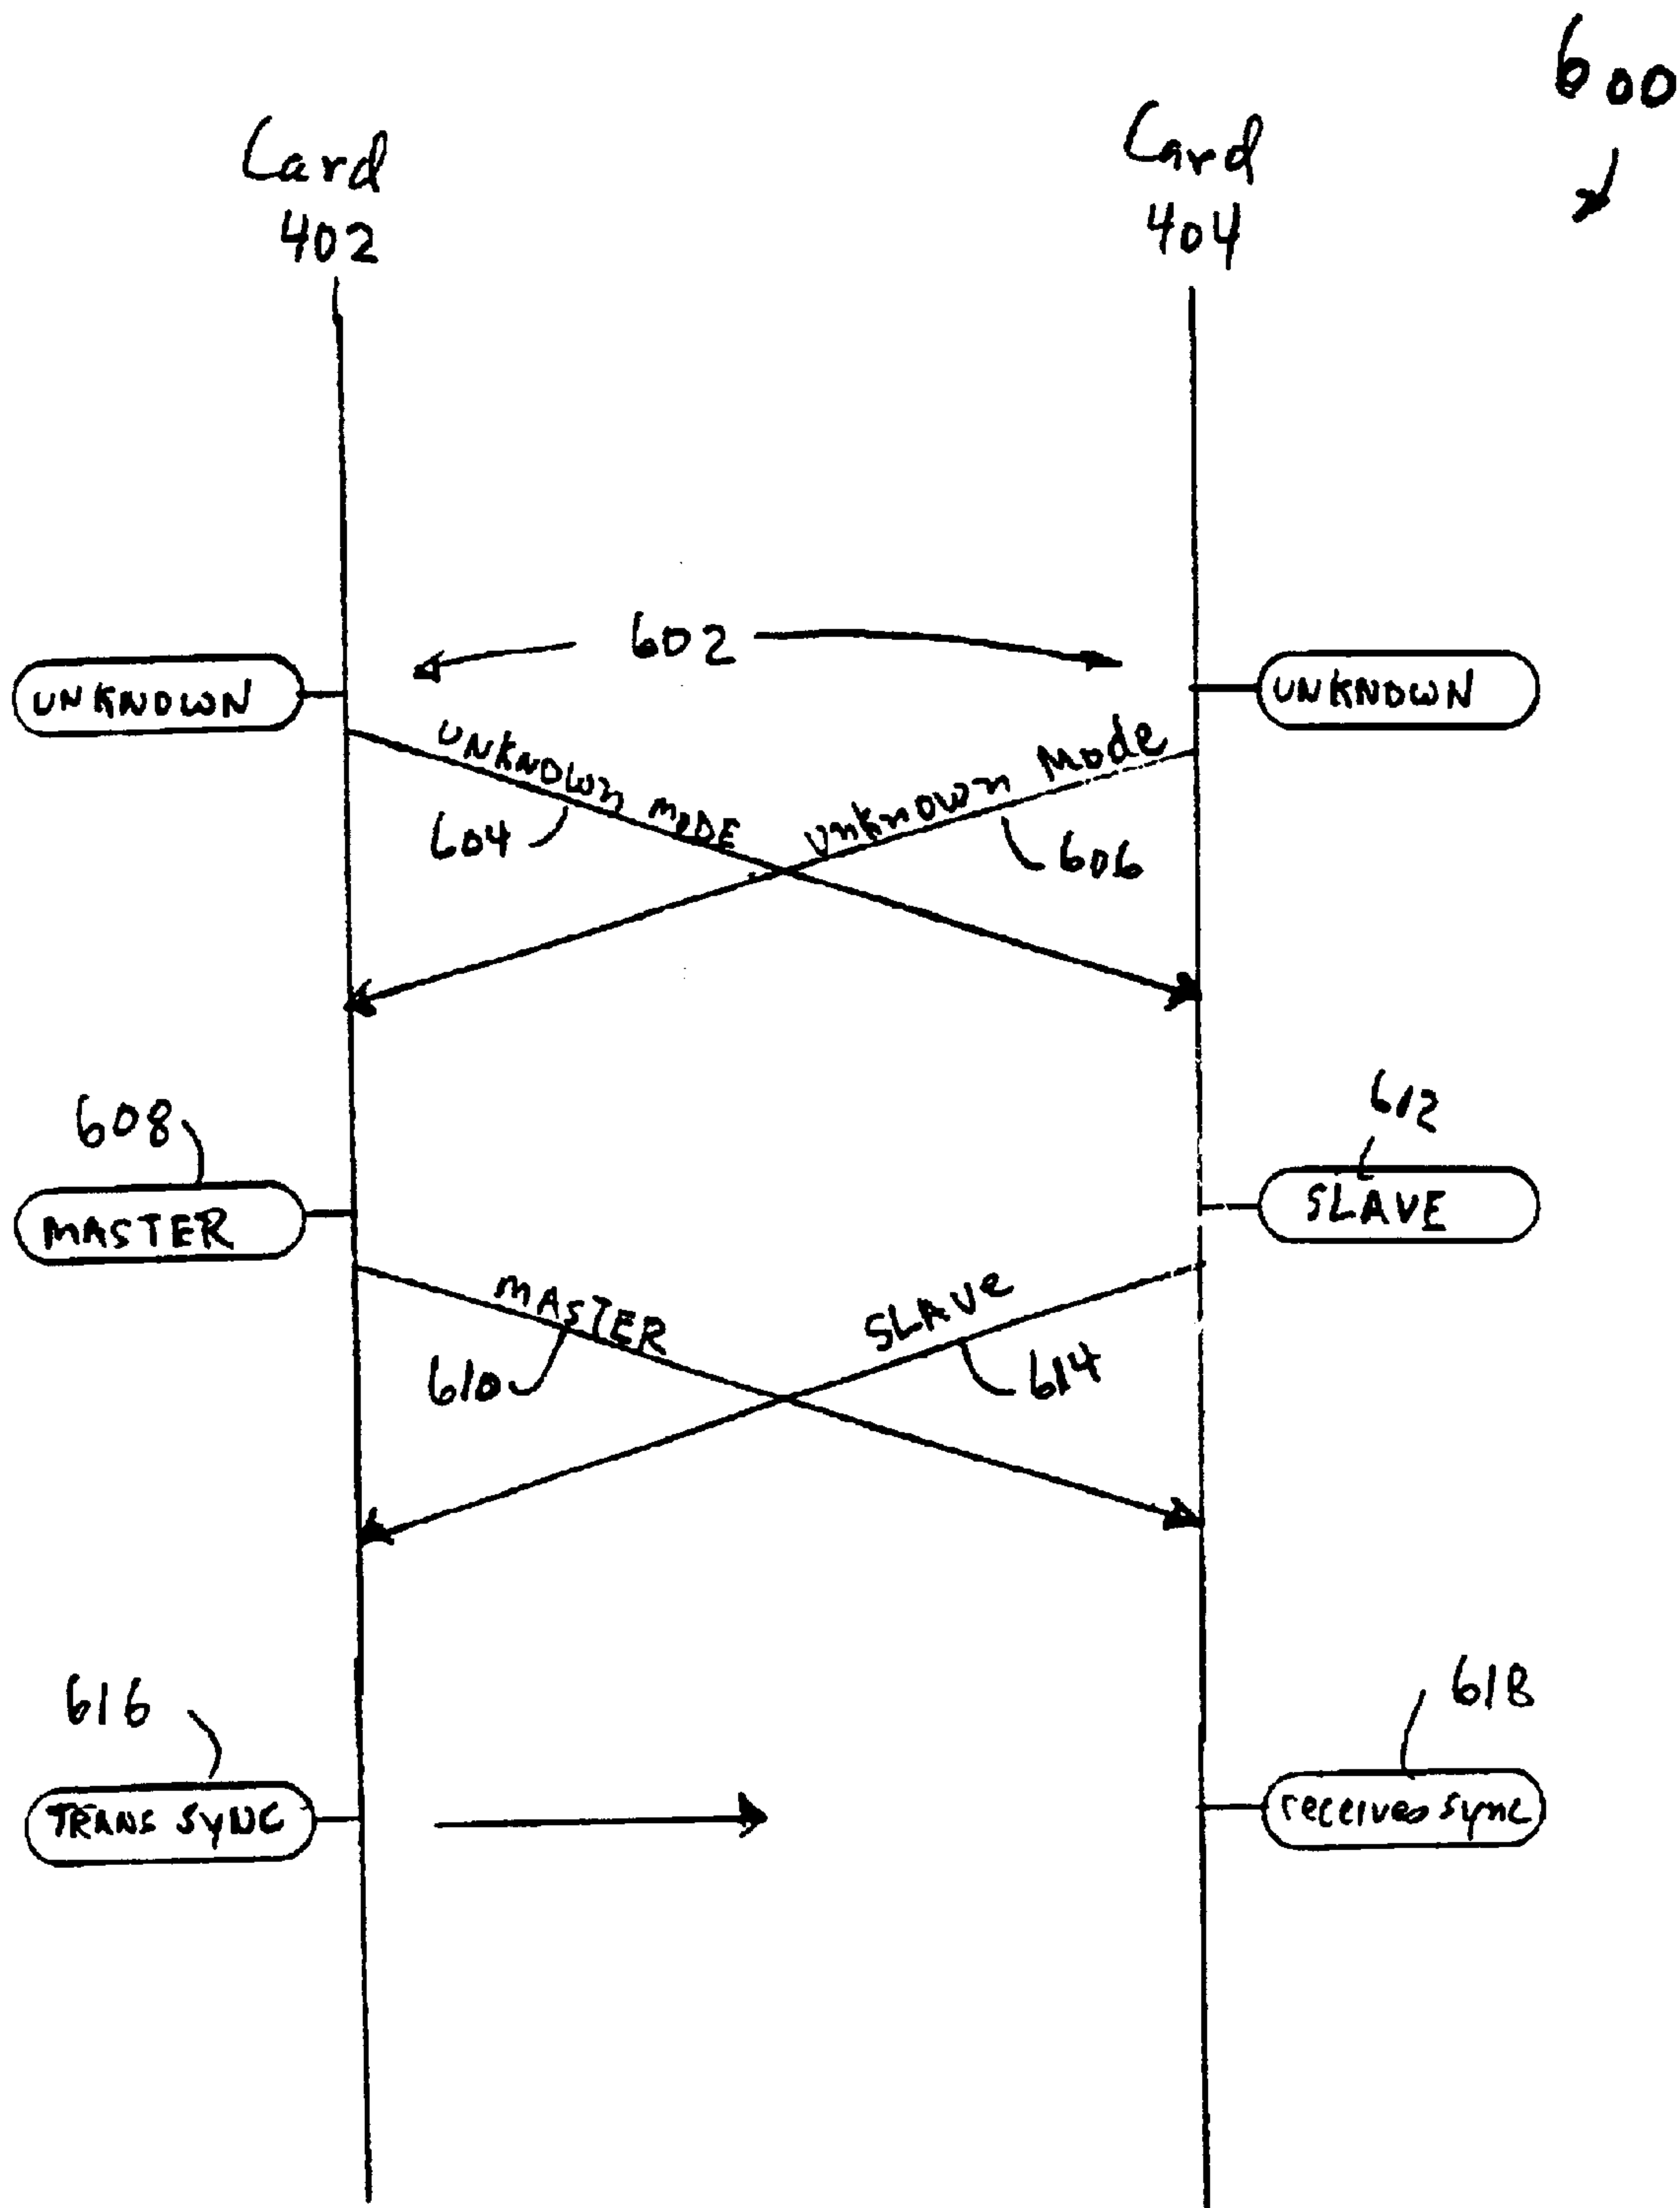 600
Card
402
Card
404
602
UNKNOWN
UNKNOWN
UNKNOWN MODE
UNKNOWN Mode
604
606
608
612
MASTER
SLAVE
MASTER
SLAVE
610
614
616
618
TRANS SYNC
receives sync